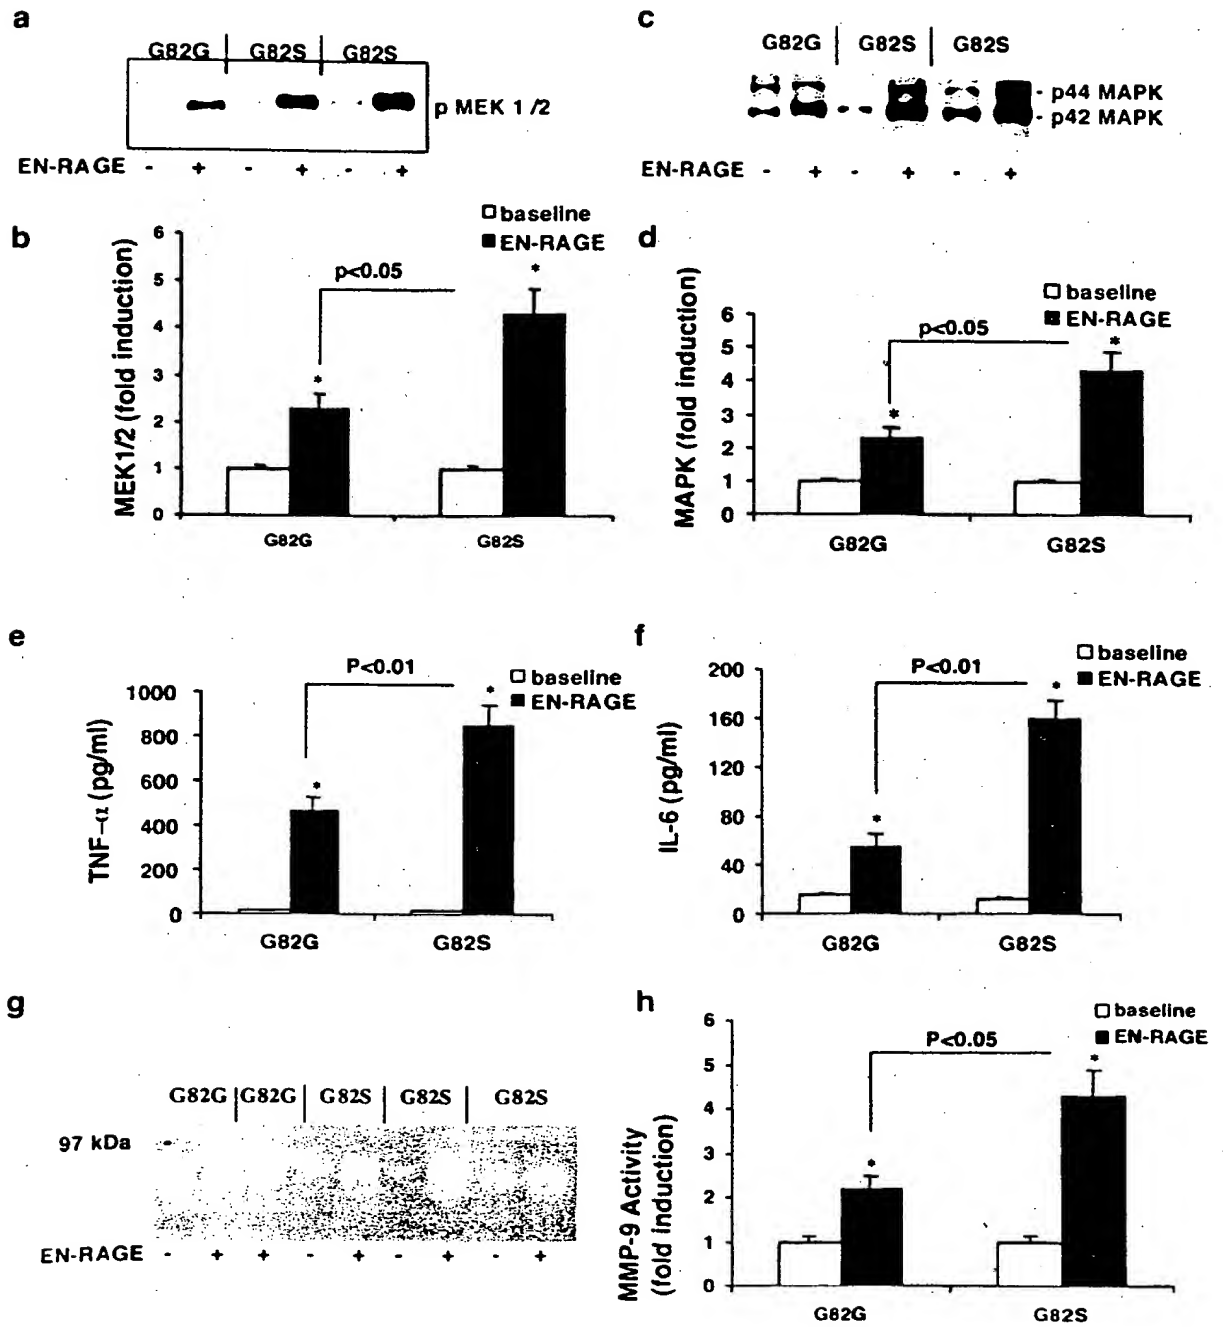 a
G82G | G82S | G82S
p MEK 1/2
EN-RAGE - + - + - +
c
G82G | G82S | G82S
- p44 MAPK
- p42 MAPK
EN-RAGE - + - + - +
b
baseline
EN-RAGE
MEK1/2 (fold induction)
6
5
4
3
2
1
0
p<0.05
*
*
G82G
G82S
d
baseline
EN-RAGE
MAPK (fold induction)
6
5
4
3
2
1
0
p<0.05
*
*
G82G
G82S
e
baseline
EN-RAGE
TNF-α (pg/ml)
1000
800
600
400
200
0
P<0.01
*
*
G82G
G82S
f
baseline
EN-RAGE
IL-6 (pg/ml)
200
160
120
80
40
0
P<0.01
*
*
G82G
G82S
g
G82G | G82G | G82S | G82S | G82S
97 kDa
EN-RAGE - + + - + - + - +
h
baseline
EN-RAGE
MMP-9 Activity
(fold induction)
6
5
4
3
2
1
0
P<0.05
*
*
G82G
G82S